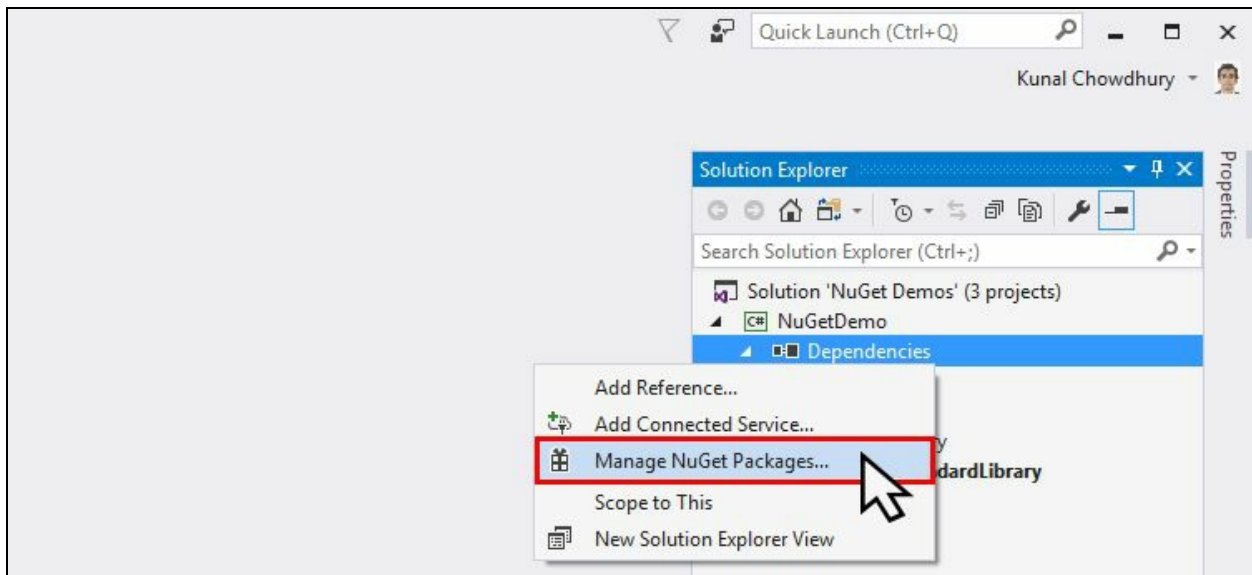 Quick Launch (Ctrl+Q)
Kunal Chowdhury
Properties
Solution Explorer
Search Solution Explorer (Ctrl+;)
Solution 'NuGet Demos' (3 projects)
C# NuGetDemo
Dependencies
Add Reference...
Add Connected Service...
Manage NuGet Packages...
Scope to This
New Solution Explorer View